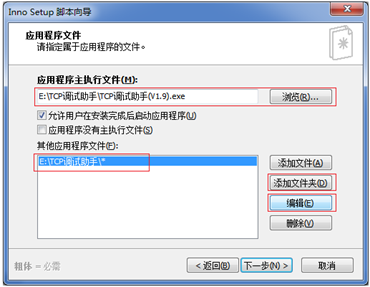 Inno Setup 脚本向导
应用程序文件
请指定属于应用程序的文件。
应用程序主执行文件(M):
E:\TCP调试助手\TCP调试助手(V1.9).exe
浏览(R)...
允许用户在安装完成后启动应用程序(U)
应用程序没有主执行文件(S)
其他应用程序文件(F):
E:\TCP调试助手\*
添加文件(A)
添加文件夹(D)
编辑(E)
删除(V)
粗体 = 必需
< 返回(B)
下一步(N) >
取消